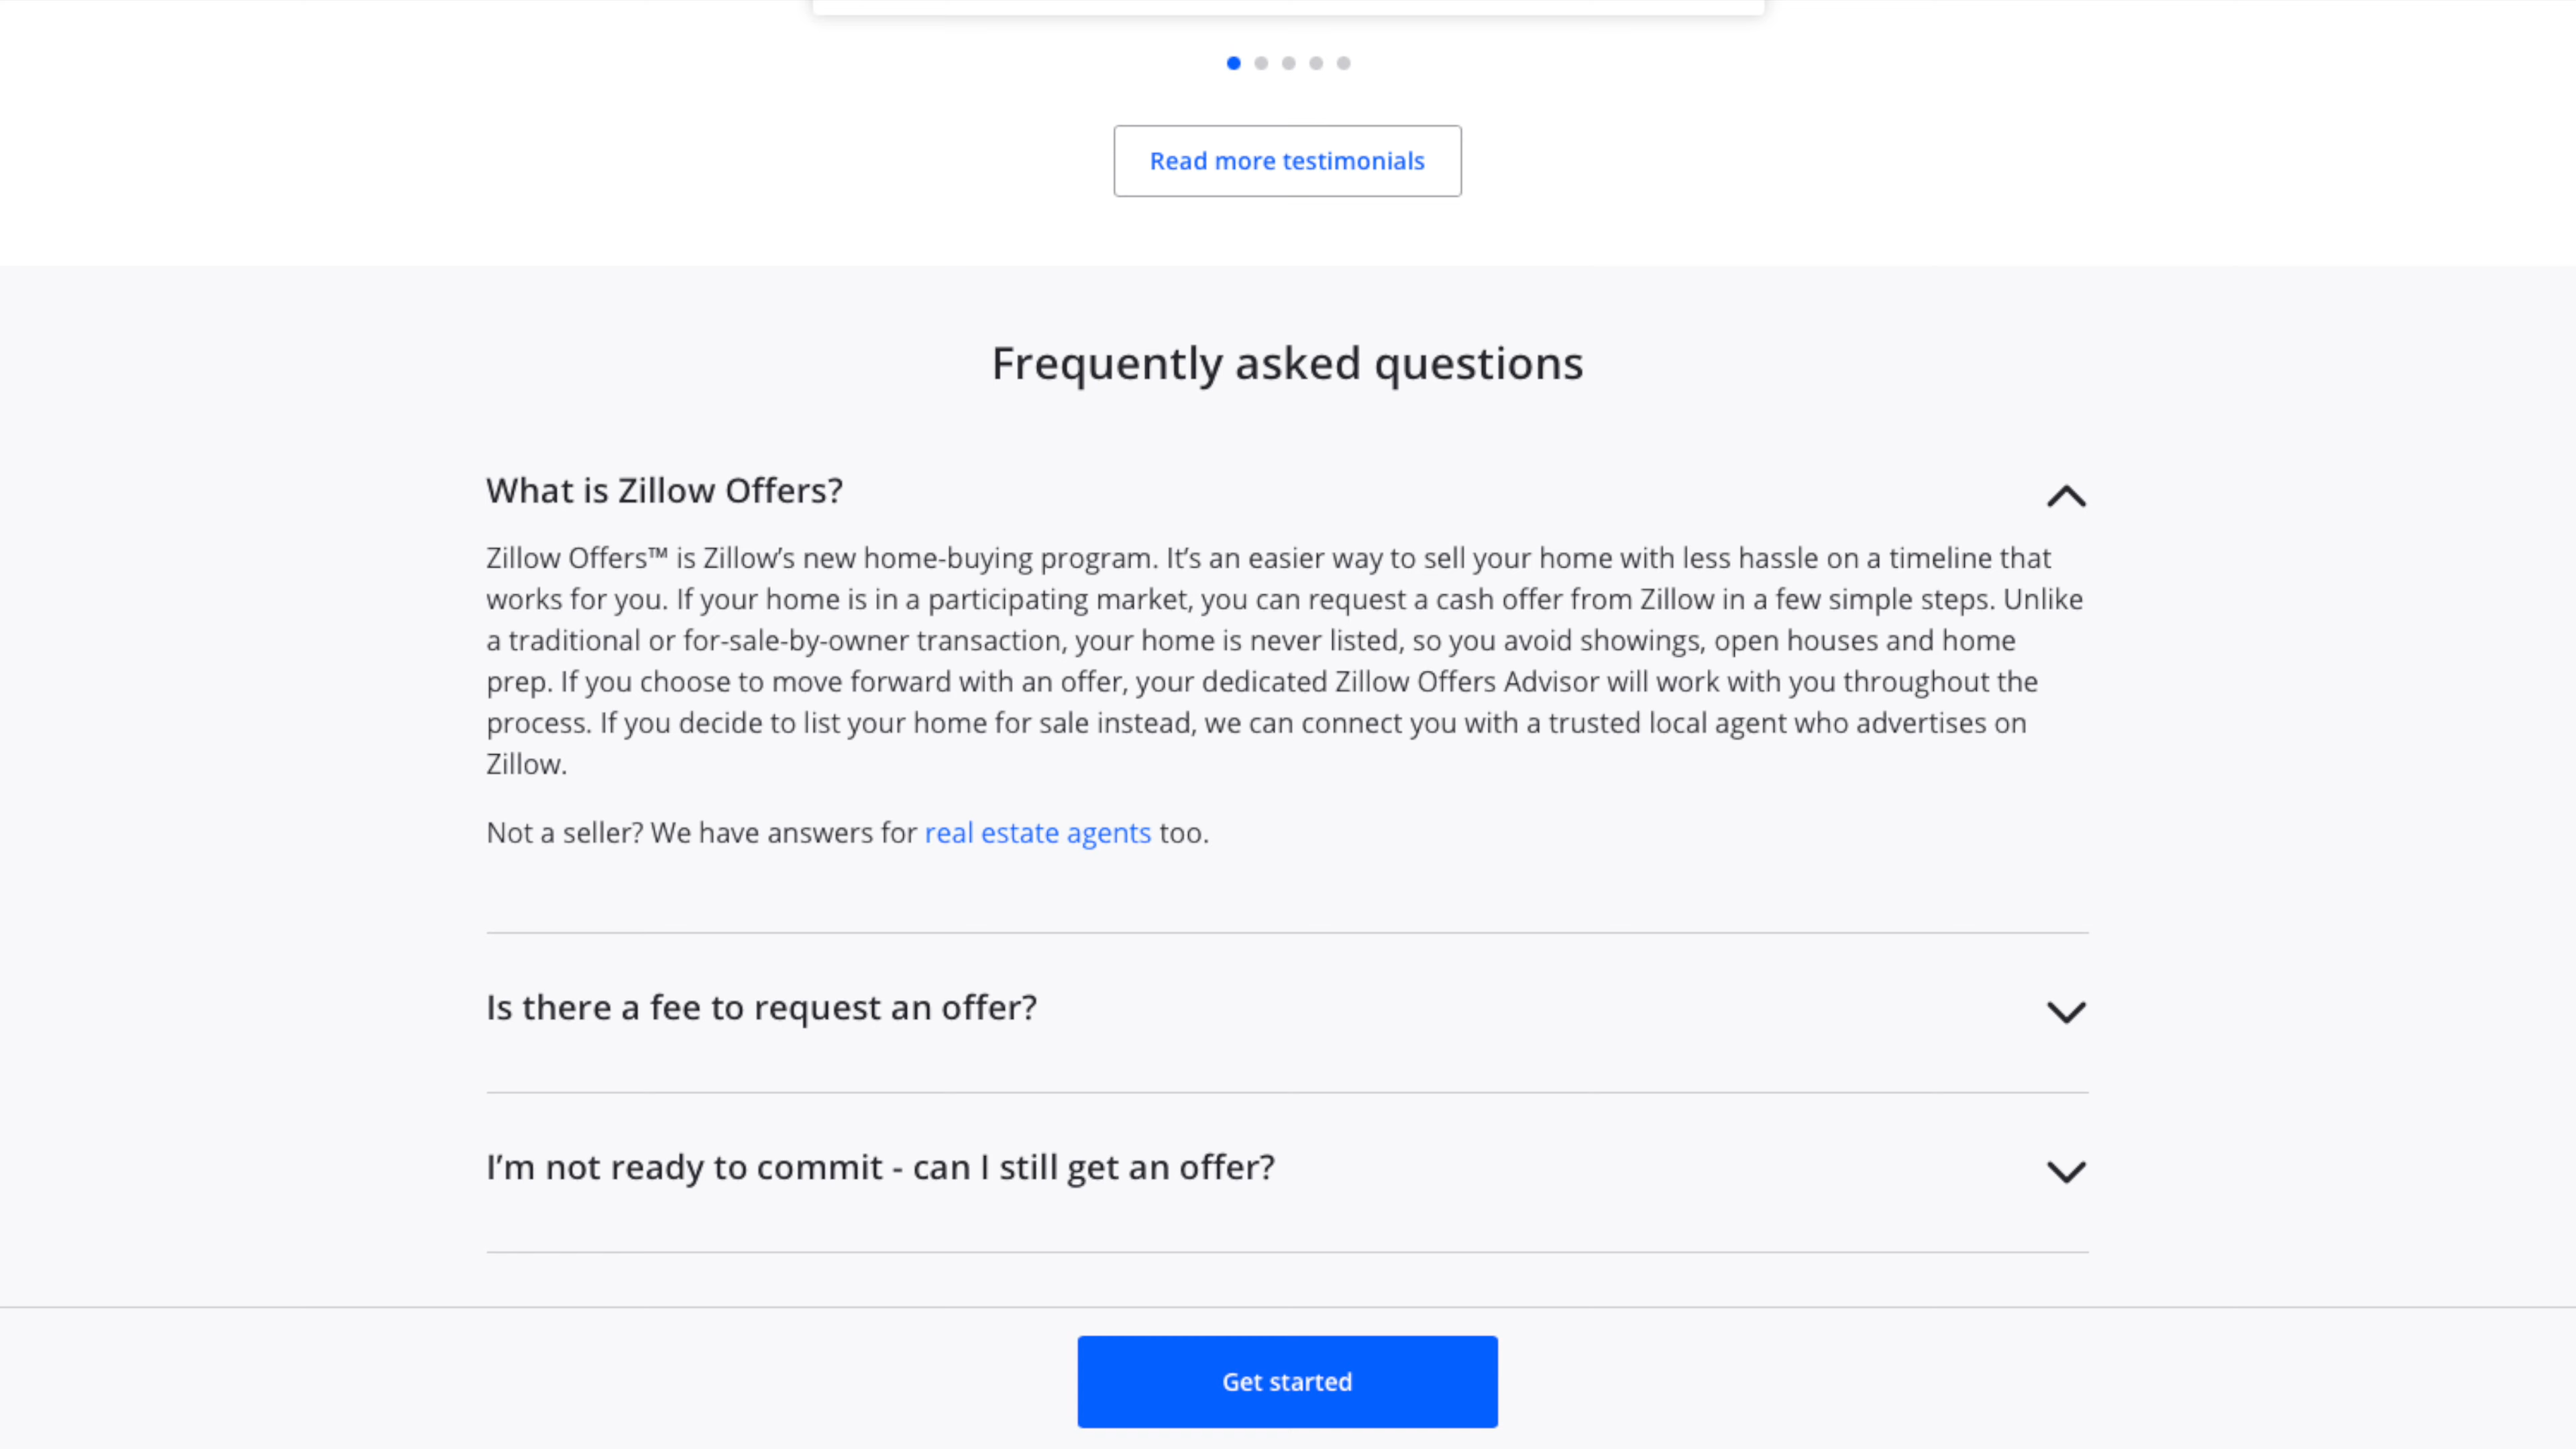 Read more testimonials
Frequently asked questions
What is Zillow Offers?
Zillow Offers™ is Zillow’s new home-buying program. It’s an easier way to sell your home with less hassle on a timeline that
works for you. If your home is in a participating market, you can request a cash offer from Zillow in a few simple steps. Unlike
a traditional or for-sale-by-owner transaction, your home is never listed, so you avoid showings, open houses and home
prep. If you choose to move forward with an offer, your dedicated Zillow Offers Advisor will work with you throughout the
process. If you decide to list your home for sale instead, we can connect you with a trusted local agent who advertises on
Zillow.
Not a seller? We have answers for real estate agents too.
Is there a fee to request an offer?
I’m not ready to commit - can I still get an offer?
Get started